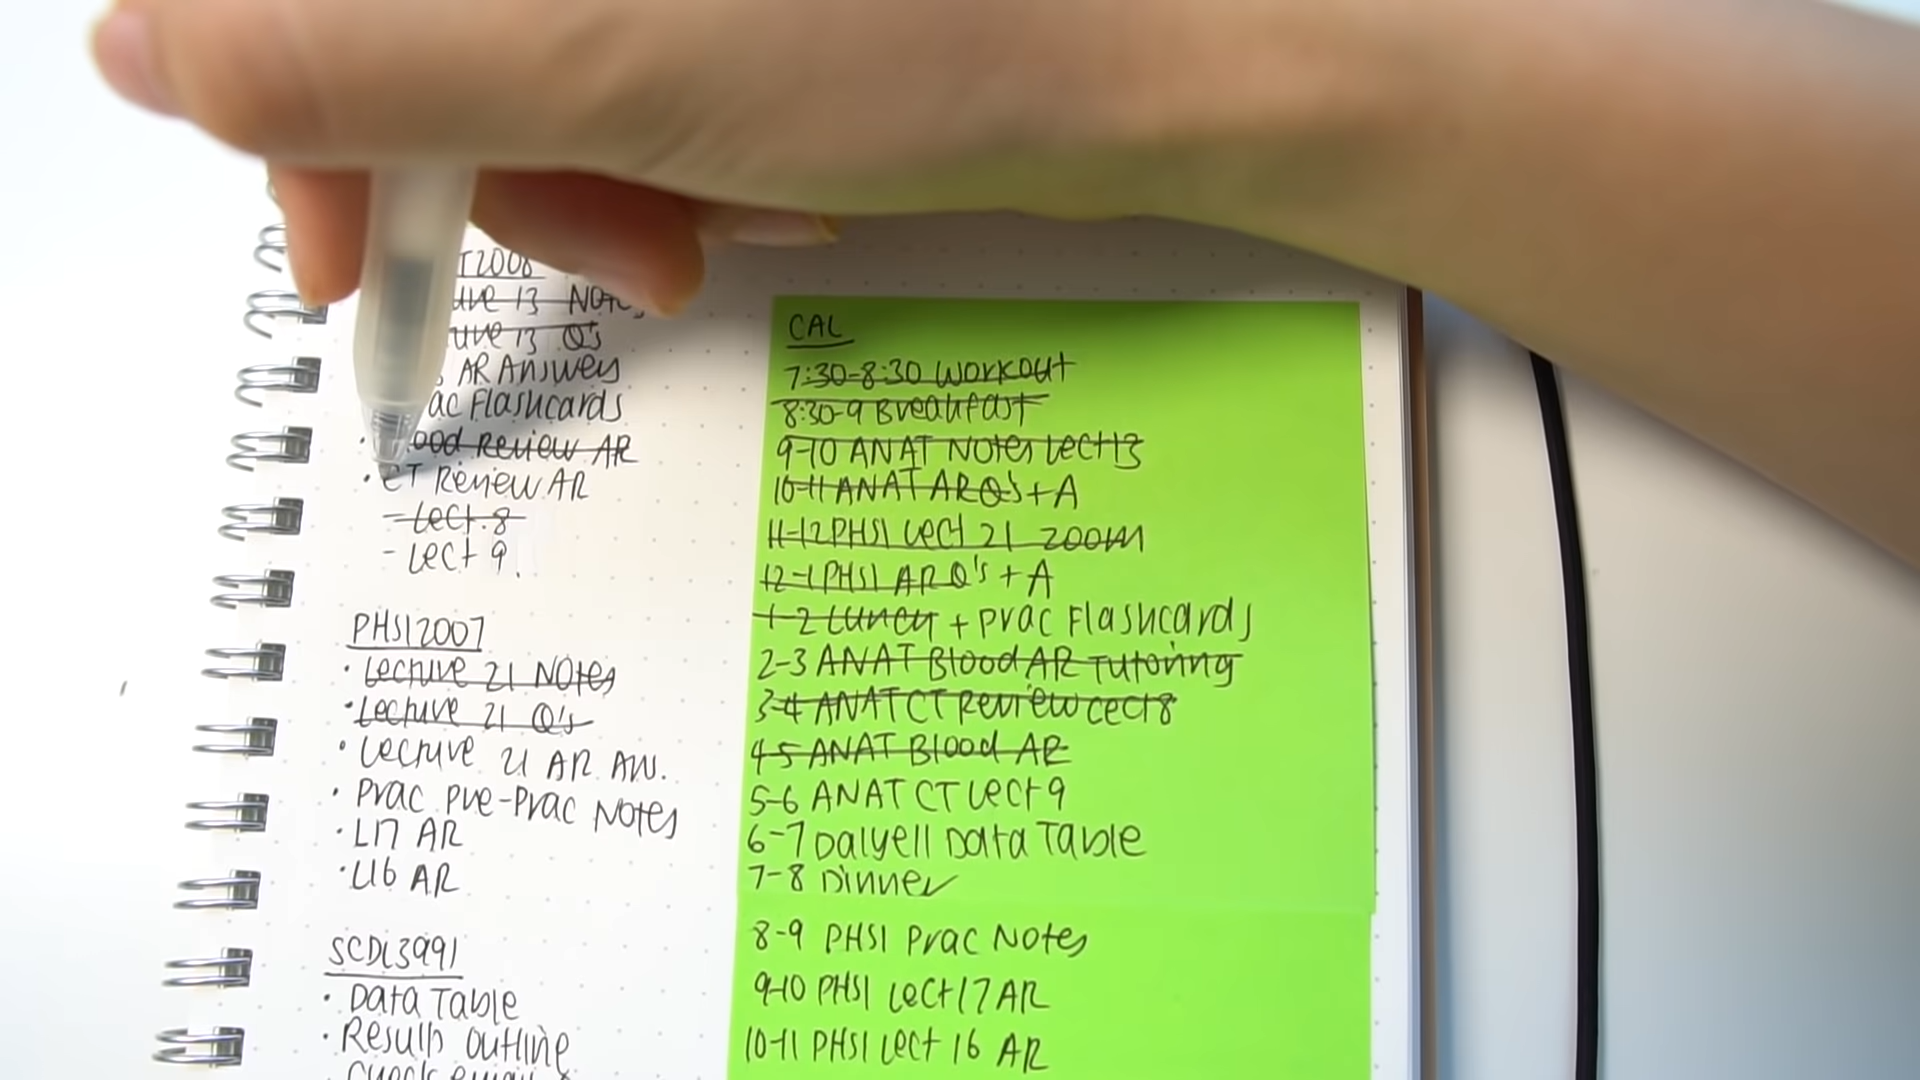 T2008
ure 13 Notes
ure 13 Q's
AR Answers
ac Flashcards
ood Review AR
• CT Review AR
- Lect. 8
- Lect 9.
PHSI2007
• Lecture 21 Notes
• Lecture 21 Q's
• Lecture 21 AR AW.
• Prac Pre-Prac Notes
• L17 AR
• L16 AR
SCDL3991
• Data Table
• Results outline
Check
CAL
7:30-8:30 Workout
8:30-9 Breakfast
9-10 ANAT Notes Lect 13
10-11 ANAT AR Q's + A
11-12 PHSI Lect 21 zoom
12-1 PHSI AR Q's + A
1-2 Lunch + Prac Flashcards
2-3 ANAT Blood AR Tutoring
3-4 ANAT CT Review Lect 8
4-5 ANAT Blood AR
5-6 ANAT CT Lect 9
6-7 Dalyell Data Table
7-8 Dinner
8-9 PHSI Prac Notes
9-10 PHSI Lect 17 AR
10-11 PHSI Lect 16 AR